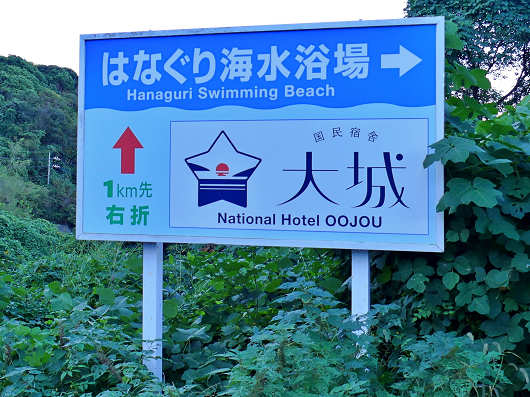 はなぐり海水浴場 →
Hanaguri Swimming Beach
↑
1km先
右折
国民宿舎
大城
National Hotel OOJOU